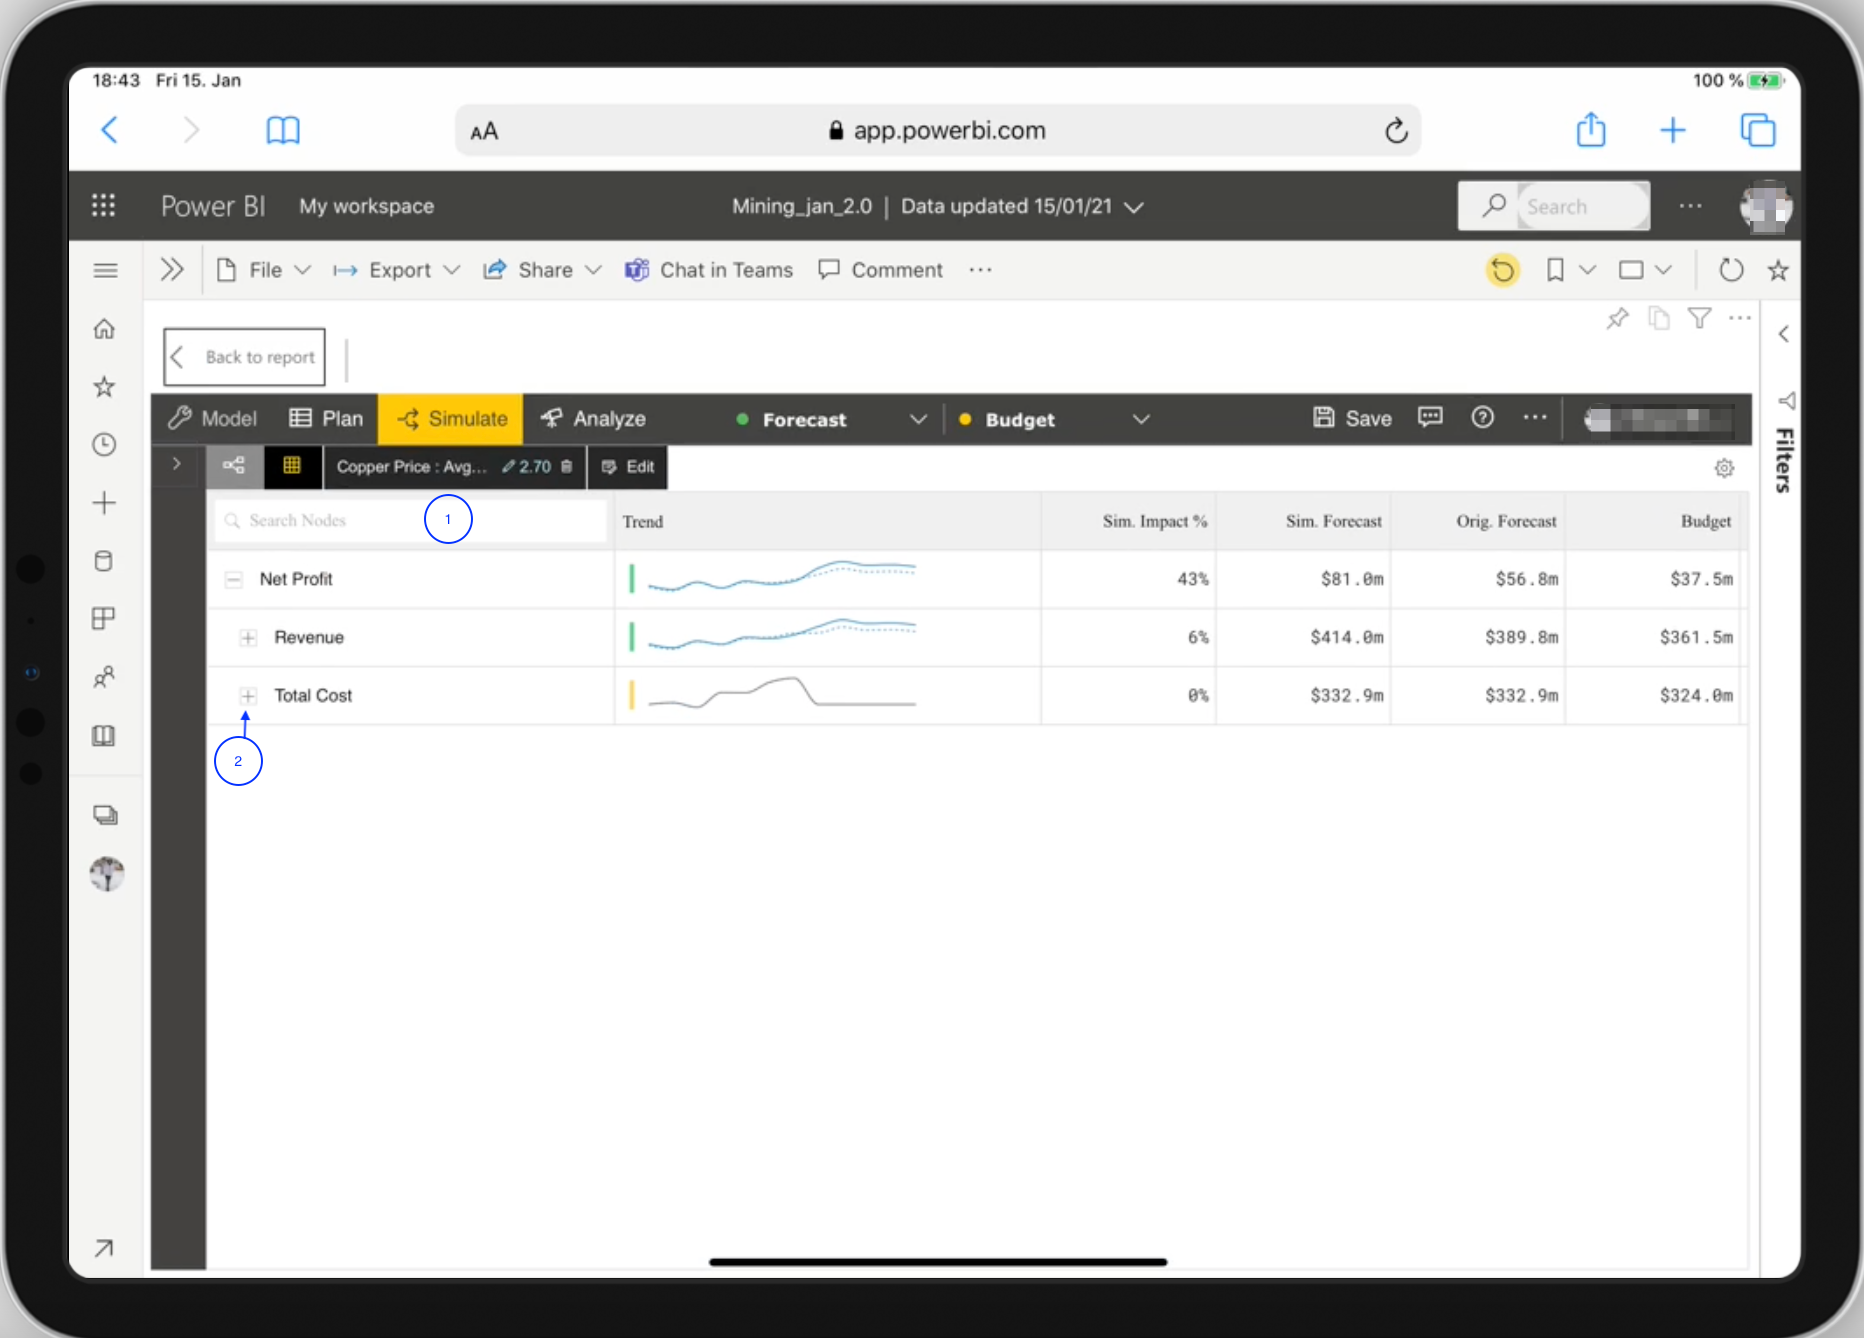 18:43 Fri 15. Jan
100 %
AA
app.powerbi.com
Power BI My workspace
Mining_jan_2.0 | Data updated 15/01/21
Search
File Export Share Chat in Teams Comment
Back to report
Filters
Model Plan Simulate Analyze Forecast Budget Save
Copper Price : Avg... 2.70 Edit
Search Nodes 1 Trend Sim. Impact % Sim. Forecast Orig. Forecast Budget
Net Profit 43% $81.0m $56.8m $37.5m
Revenue 6% $414.0m $389.8m $361.5m
Total Cost 0% $332.9m $332.9m $324.0m
2